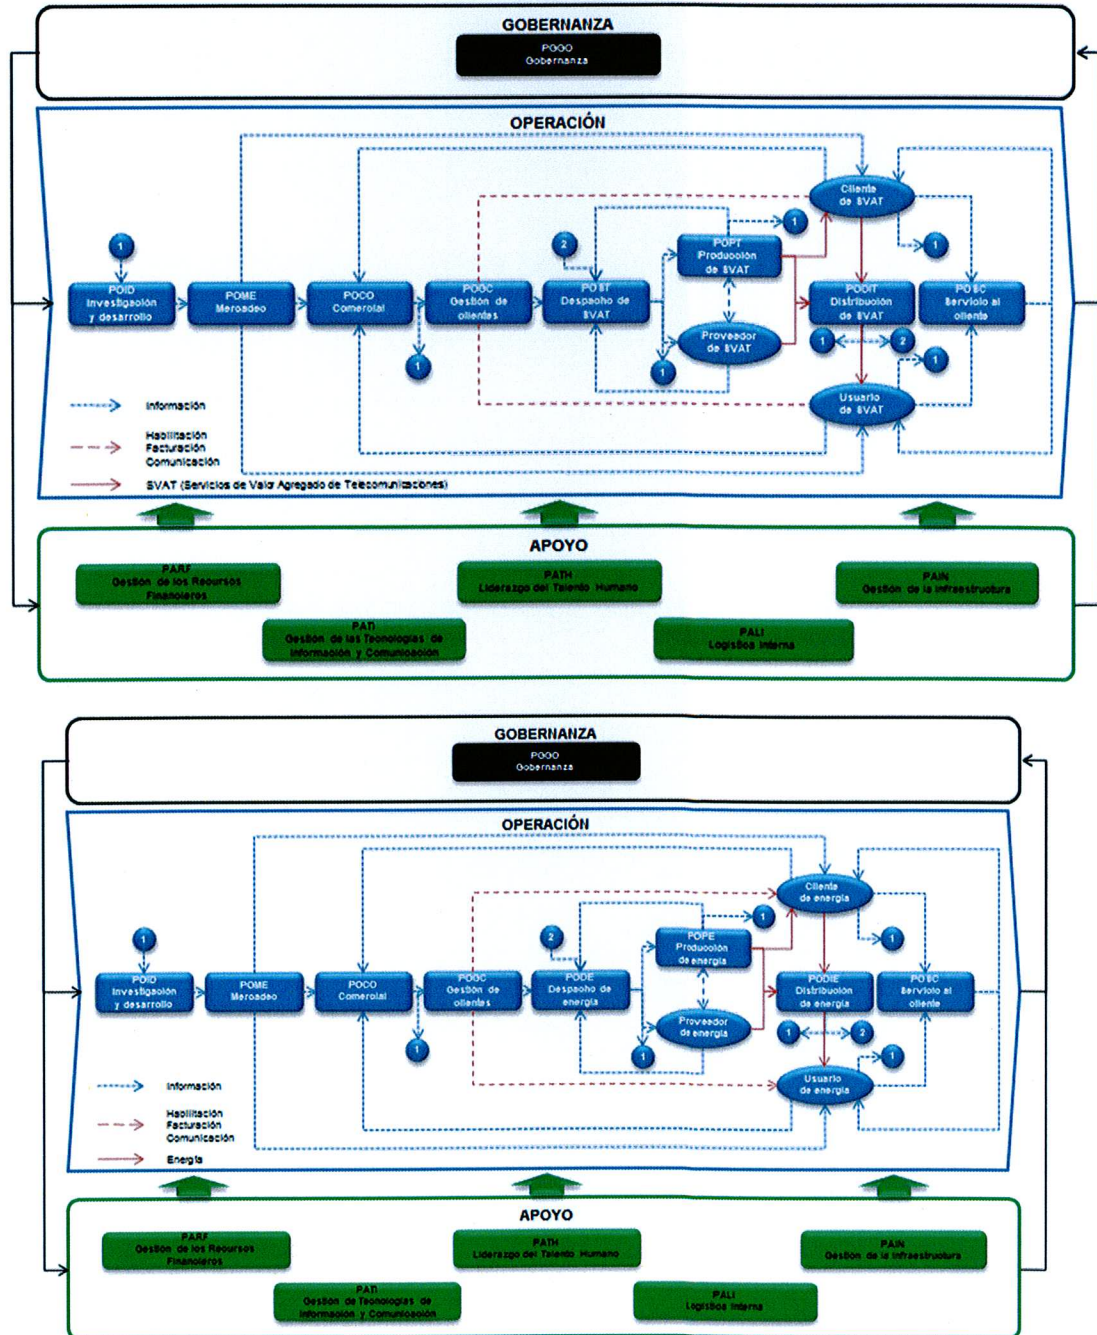 GOBERNANZA
POGO
Gobernanza
OPERACIÓN
Cliente
de SVAT
1
2
1
POPT
Producción
de SVAT
1
POID
Investigación
y desarrollo
POME
Mercadeo
POCO
Comercial
POGC
Gestión de
clientes
Despacho de
SVAT
PODIT
Distribución
de SVAT
POSC
Servicio al
cliente
Proveedor
de SVAT
1
2
1
1
1
Usuario
de SVAT
Información
Habilitación
Facturación
Comunicación
SVAT (Servicios de Valor Agregado de Telecomunicaciones)
APOYO
PARF
Gestión de los Recursos
Financieros
PATH
Liderazgo del Talento Humano
PAIN
Gestión de la Infraestructura
PATI
Gestión de las Tecnologías de
Información y Comunicación
PALI
Logística Interna
GOBERNANZA
POGO
Gobernanza
OPERACIÓN
Cliente
de energía
1
2
1
POPE
Producción
de energía
1
POID
Investigación
y desarrollo
POME
Mercadeo
POCO
Comercial
POGC
Gestión de
clientes
PODE
Despacho de
energía
PODIE
Distribución
de energía
POSC
Servicio al
cliente
Proveedor
de energía
1
2
1
1
1
Usuario
de energía
Información
Habilitación
Facturación
Comunicación
Energía
APOYO
PARF
Gestión de los Recursos
Financieros
PATH
Liderazgo del Talento Humano
PAIN
Gestión de la Infraestructura
PATI
Gestión de Tecnologías de
Información y Comunicación
PALI
Logística Interna